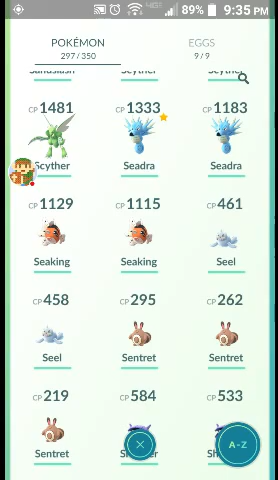 89% 9:35 PM
POKÉMON EGGS
297 / 350 9 / 9
Scyther
CP 1481 CP 1333 CP 1183
Scyther Seadra Seadra
CP 1129 CP 1115 CP 461
Seaking Seaking Seel
CP 458 CP 295 CP 262
Seel Sentret Sentret
CP 219 CP 584 CP 533
Sentret
A-Z